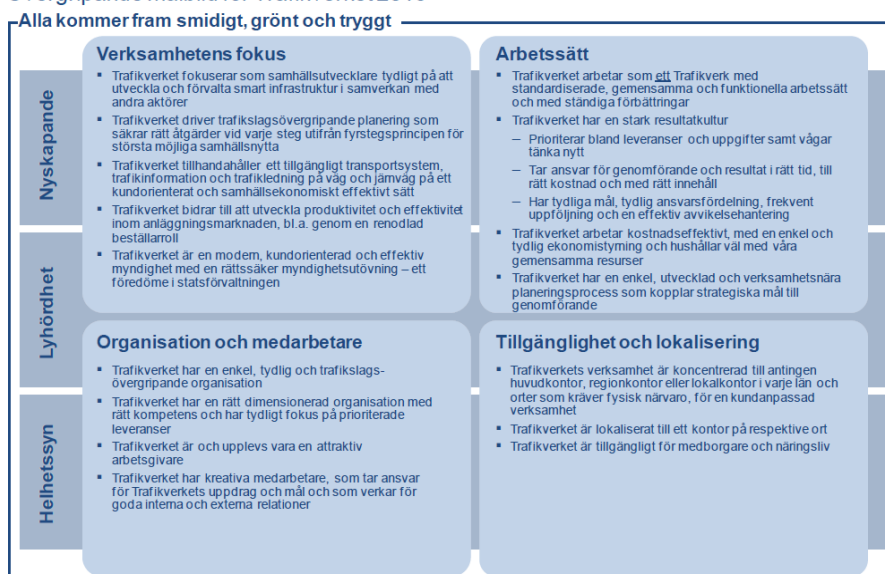 Alla kommer fram smidigt, grönt och tryggt
Nyskapande
Lyhördhet
Helhetssyn
Verksamhetens fokus
▪ Trafikverket fokuserar som samhällsutvecklare tydligt på att
utveckla och förvalta smart infrastruktur i samverkan med
andra aktörer
▪ Trafikverket driver trafikslagsövergripande planering som
säkrar rätt åtgärder vid varje steg utifrån fyrstegsprincipen för
största möjliga samhällsnytta
▪ Trafikverket tillhandahåller ett tillgängligt transportsystem,
trafikinformation och trafikledning på väg och järnväg på ett
kundorienterat och samhällsekonomiskt effektivt sätt
▪ Trafikverket bidrar till att utveckla produktivitet och effektivitet
inom anläggningsmarknaden, bl.a. genom en renodlad
beställarroll
▪ Trafikverket är en modern, kundorienterad och effektiv
myndighet med en rättssäker myndighetsutövning – ett
föredöme i statsförvaltningen
Arbetssätt
▪ Trafikverket arbetar som ett Trafikverk med
standardiserade, gemensamma och funktionella arbetssätt
och med ständiga förbättringar
▪ Trafikverket har en stark resultatkultur
– Prioriterar bland leveranser och uppgifter samt vågar
tänka nytt
– Tar ansvar för genomförande och resultat i rätt tid, till
rätt kostnad och med rätt innehåll
– Har tydliga mål, tydlig ansvarsfördelning, frekvent
uppföljning och en effektiv avvikelsehantering
▪ Trafikverket arbetar kostnadseffektivt, med en enkel och
tydlig ekonomistyrning och hushållar väl med våra
gemensamma resurser
▪ Trafikverket har en enkel, utvecklad och verksamhetsnära
planeringsprocess som kopplar strategiska mål till
genomförande
Organisation och medarbetare
▪ Trafikverket har en enkel, tydlig och trafikslags-
övergripande organisation
▪ Trafikverket har en rätt dimensionerad organisation med
rätt kompetens och har tydligt fokus på prioriterade
leveranser
▪ Trafikverket är och upplevs vara en attraktiv
arbetsgivare
▪ Trafikverket har kreativa medarbetare, som tar ansvar
för Trafikverkets uppdrag och mål och som verkar för
goda interna och externa relationer
Tillgänglighet och lokalisering
▪ Trafikverkets verksamhet är koncentrerad till antingen
huvudkontor, regionkontor eller lokalkontor i varje län och
orter som kräver fysisk närvaro, för en kundanpassad
verksamhet
▪ Trafikverket är lokaliserat till ett kontor på respektive ort
▪ Trafikverket är tillgängligt för medborgare och näringsliv